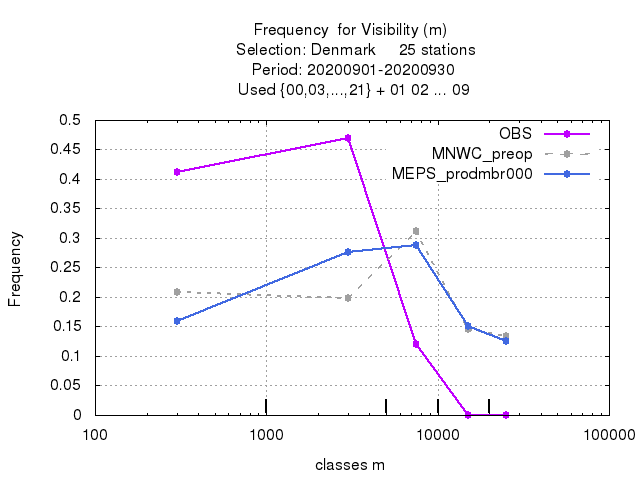 Frequency  for Visibility (m)
Selection: Denmark     25 stations
Period: 20200901-20200930
Used {00,03,...,21} + 01 02 ... 09
OBS
MNWC_preop
MEPS_prodmbr000
Frequency
0.5
0.45
0.4
0.35
0.3
0.25
0.2
0.15
0.1
0.05
0
100
1000
10000
100000
classes m